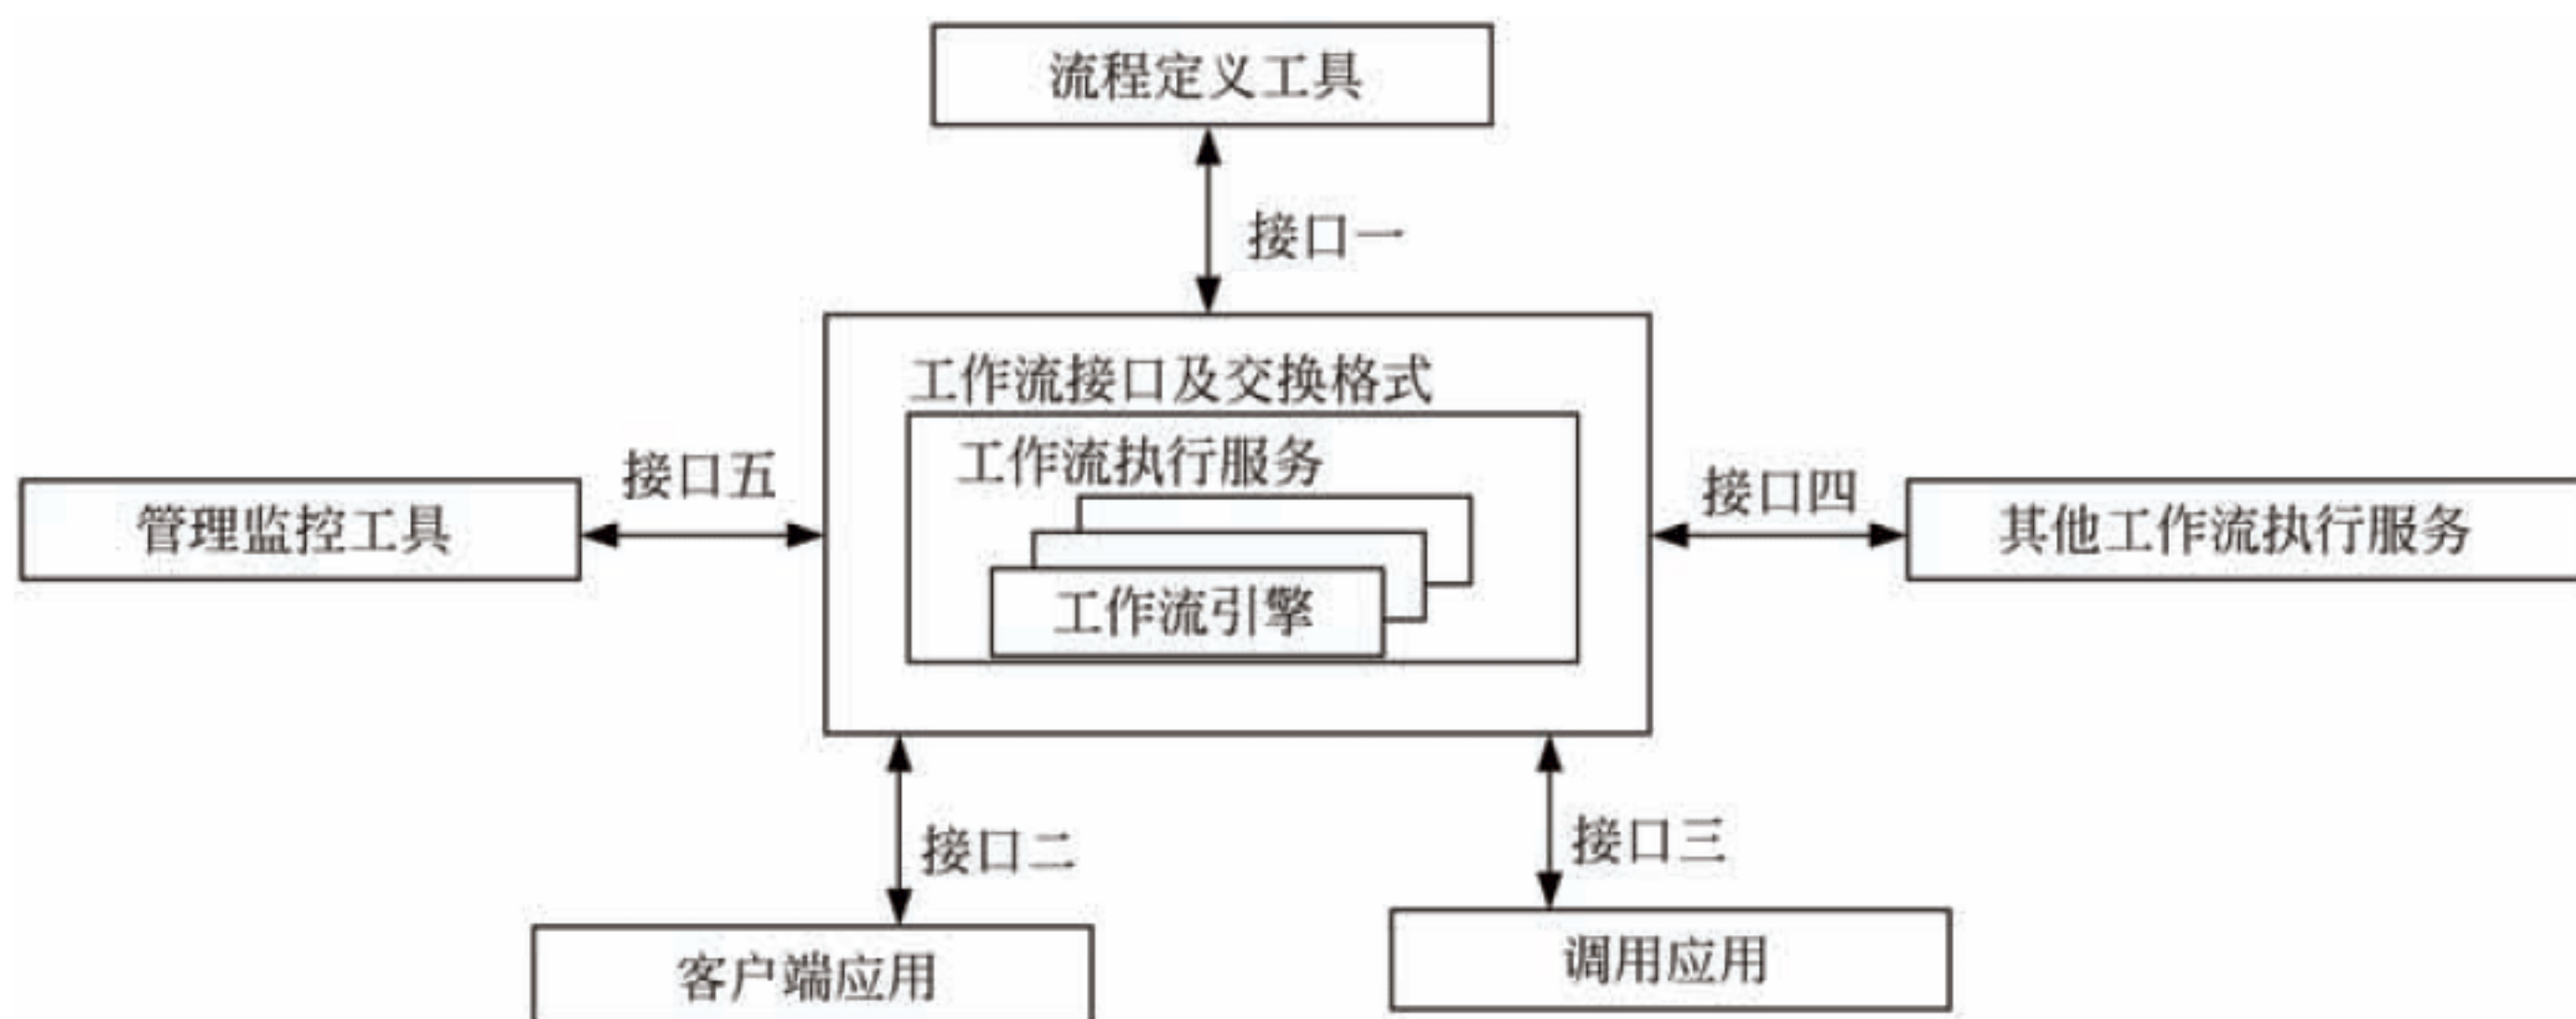 流程定义工具
接口一
工作流接口及交换格式
工作流执行服务
接口五
接口四
管理监控工具
其他工作流执行服务
工作流引擎
接口二
接口三
客户端应用
调用应用